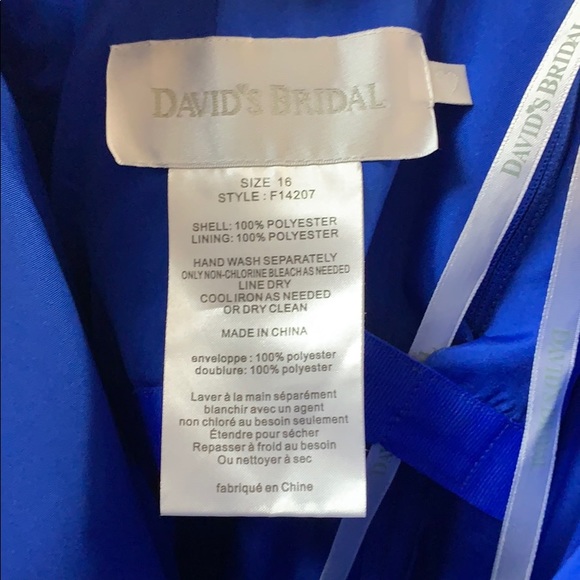 DAVID'S BRIDAL
SIZE 16
STYLE : F14207
SHELL: 100% POLYESTER
LINING: 100% POLYESTER
HAND WASH SEPARATELY
ONLY NON-CHLORINE BLEACH AS NEEDED
LINE DRY
COOL IRON AS NEEDED
OR DRY CLEAN
MADE IN CHINA
enveloppe : 100% polyester
doublure: 100% polyester
Laver à la main séparément
blanchir avec un agent
non chloré au besoin seulement
Étendre pour sécher
Repasser à froid au besoin
Ou nettoyer à sec
fabriqué en Chine
DAVID'S BRIDAL
DAVID'S BRIDAL